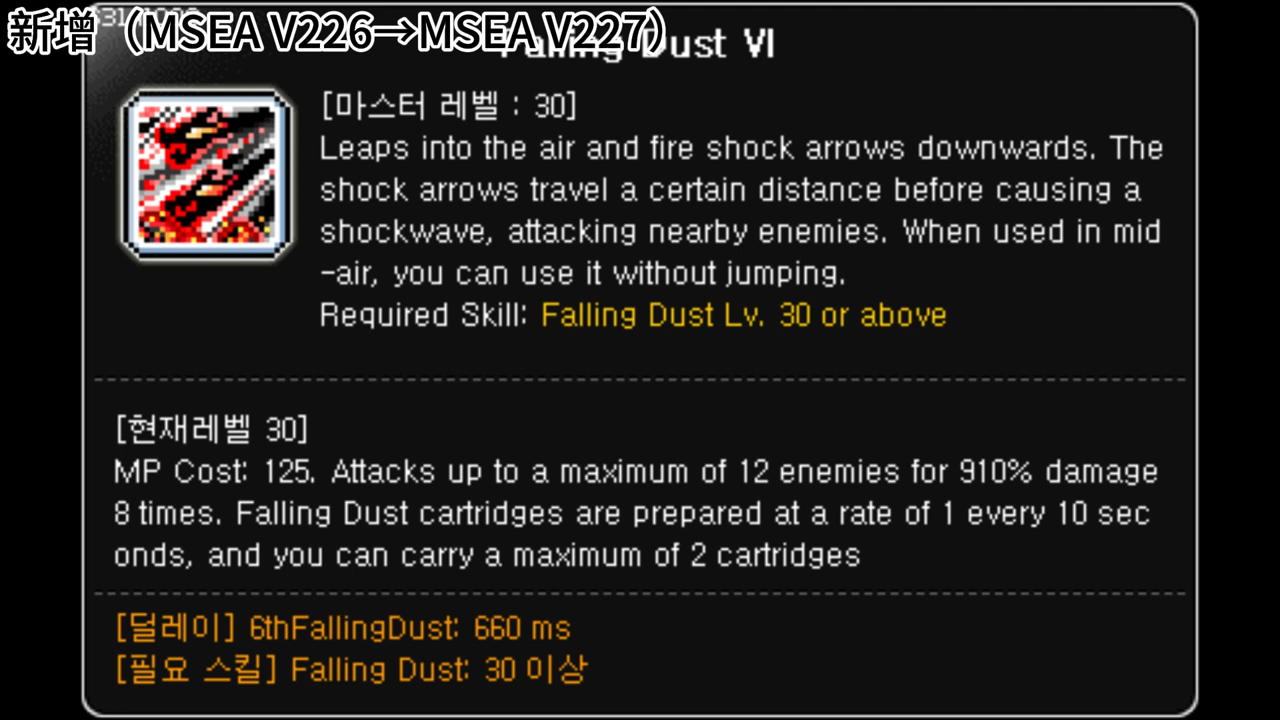 新增（MSEA V226→MSEA V227）
Falling Dust VI
[마스터 레벨 : 30]
Leaps into the air and fire shock arrows downwards. The
shock arrows travel a certain distance before causing a
shockwave, attacking nearby enemies. When used in mid
-air, you can use it without jumping.
Required Skill: Falling Dust Lv. 30 or above
[현재레벨 30]
MP Cost: 125. Attacks up to a maximum of 12 enemies for 910% damage
8 times. Falling Dust cartridges are prepared at a rate of 1 every 10 sec
onds, and you can carry a maximum of 2 cartridges
[딜레이] 6thFallingDust: 660 ms
[필요 스킬] Falling Dust: 30 이상